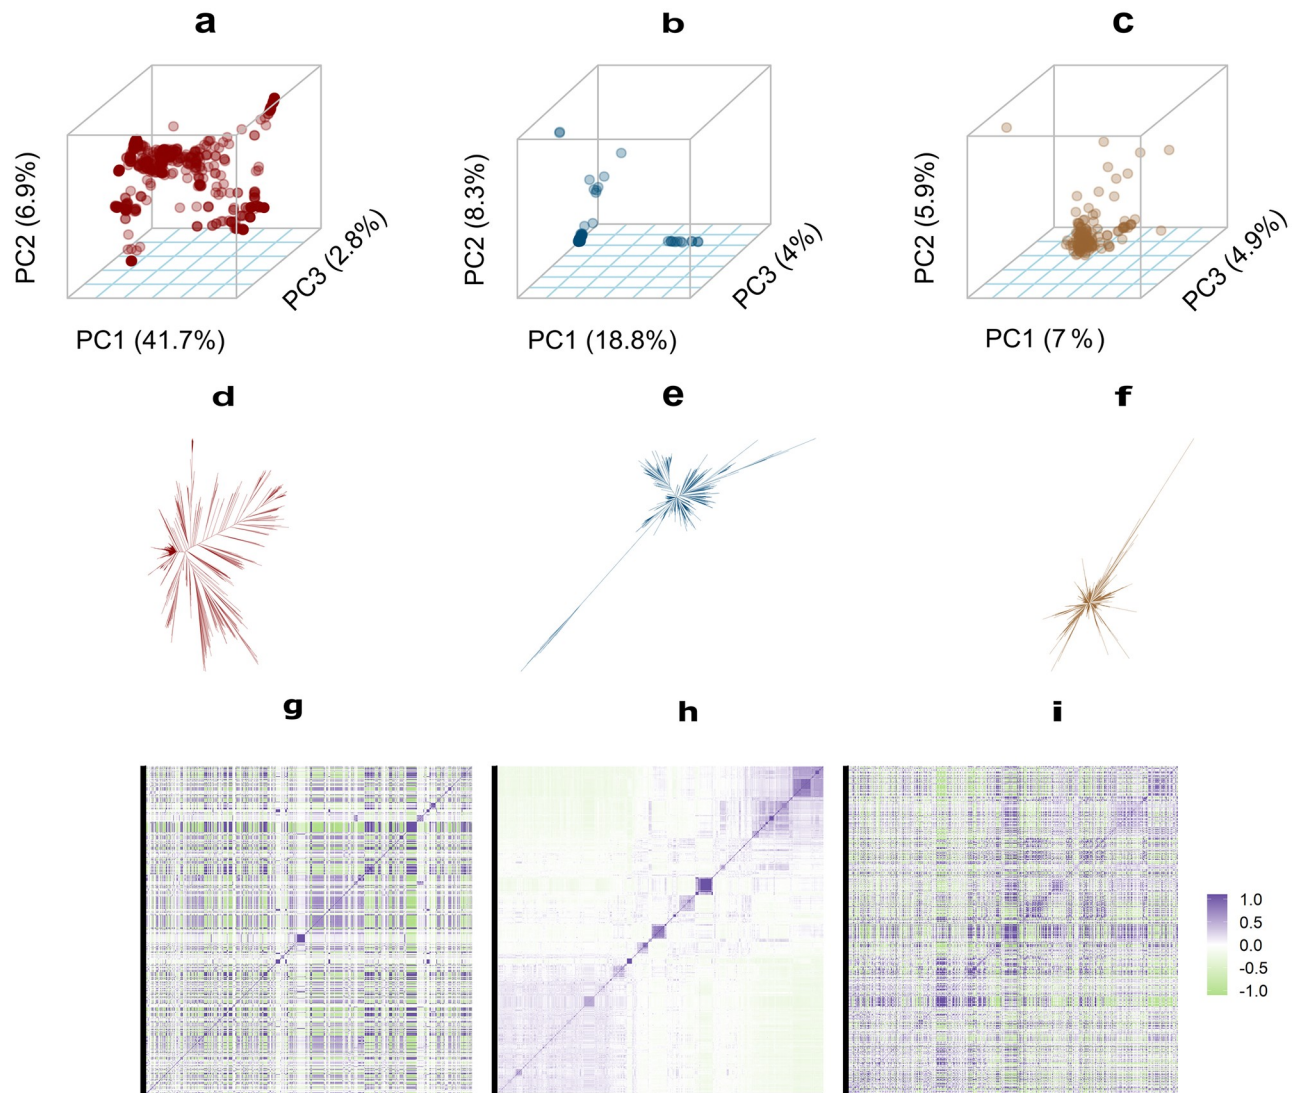 a
b
c
PC2 (6.9%)
PC3 (2.8%)
PC1 (41.7%)
PC2 (8.3%)
PC3 (4%)
PC1 (18.8%)
PC2 (5.9%)
PC3 (4.9%)
PC1 (7 %)
d
e
f
g
h
i
1.0
0.5
0.0
-0.5
-1.0